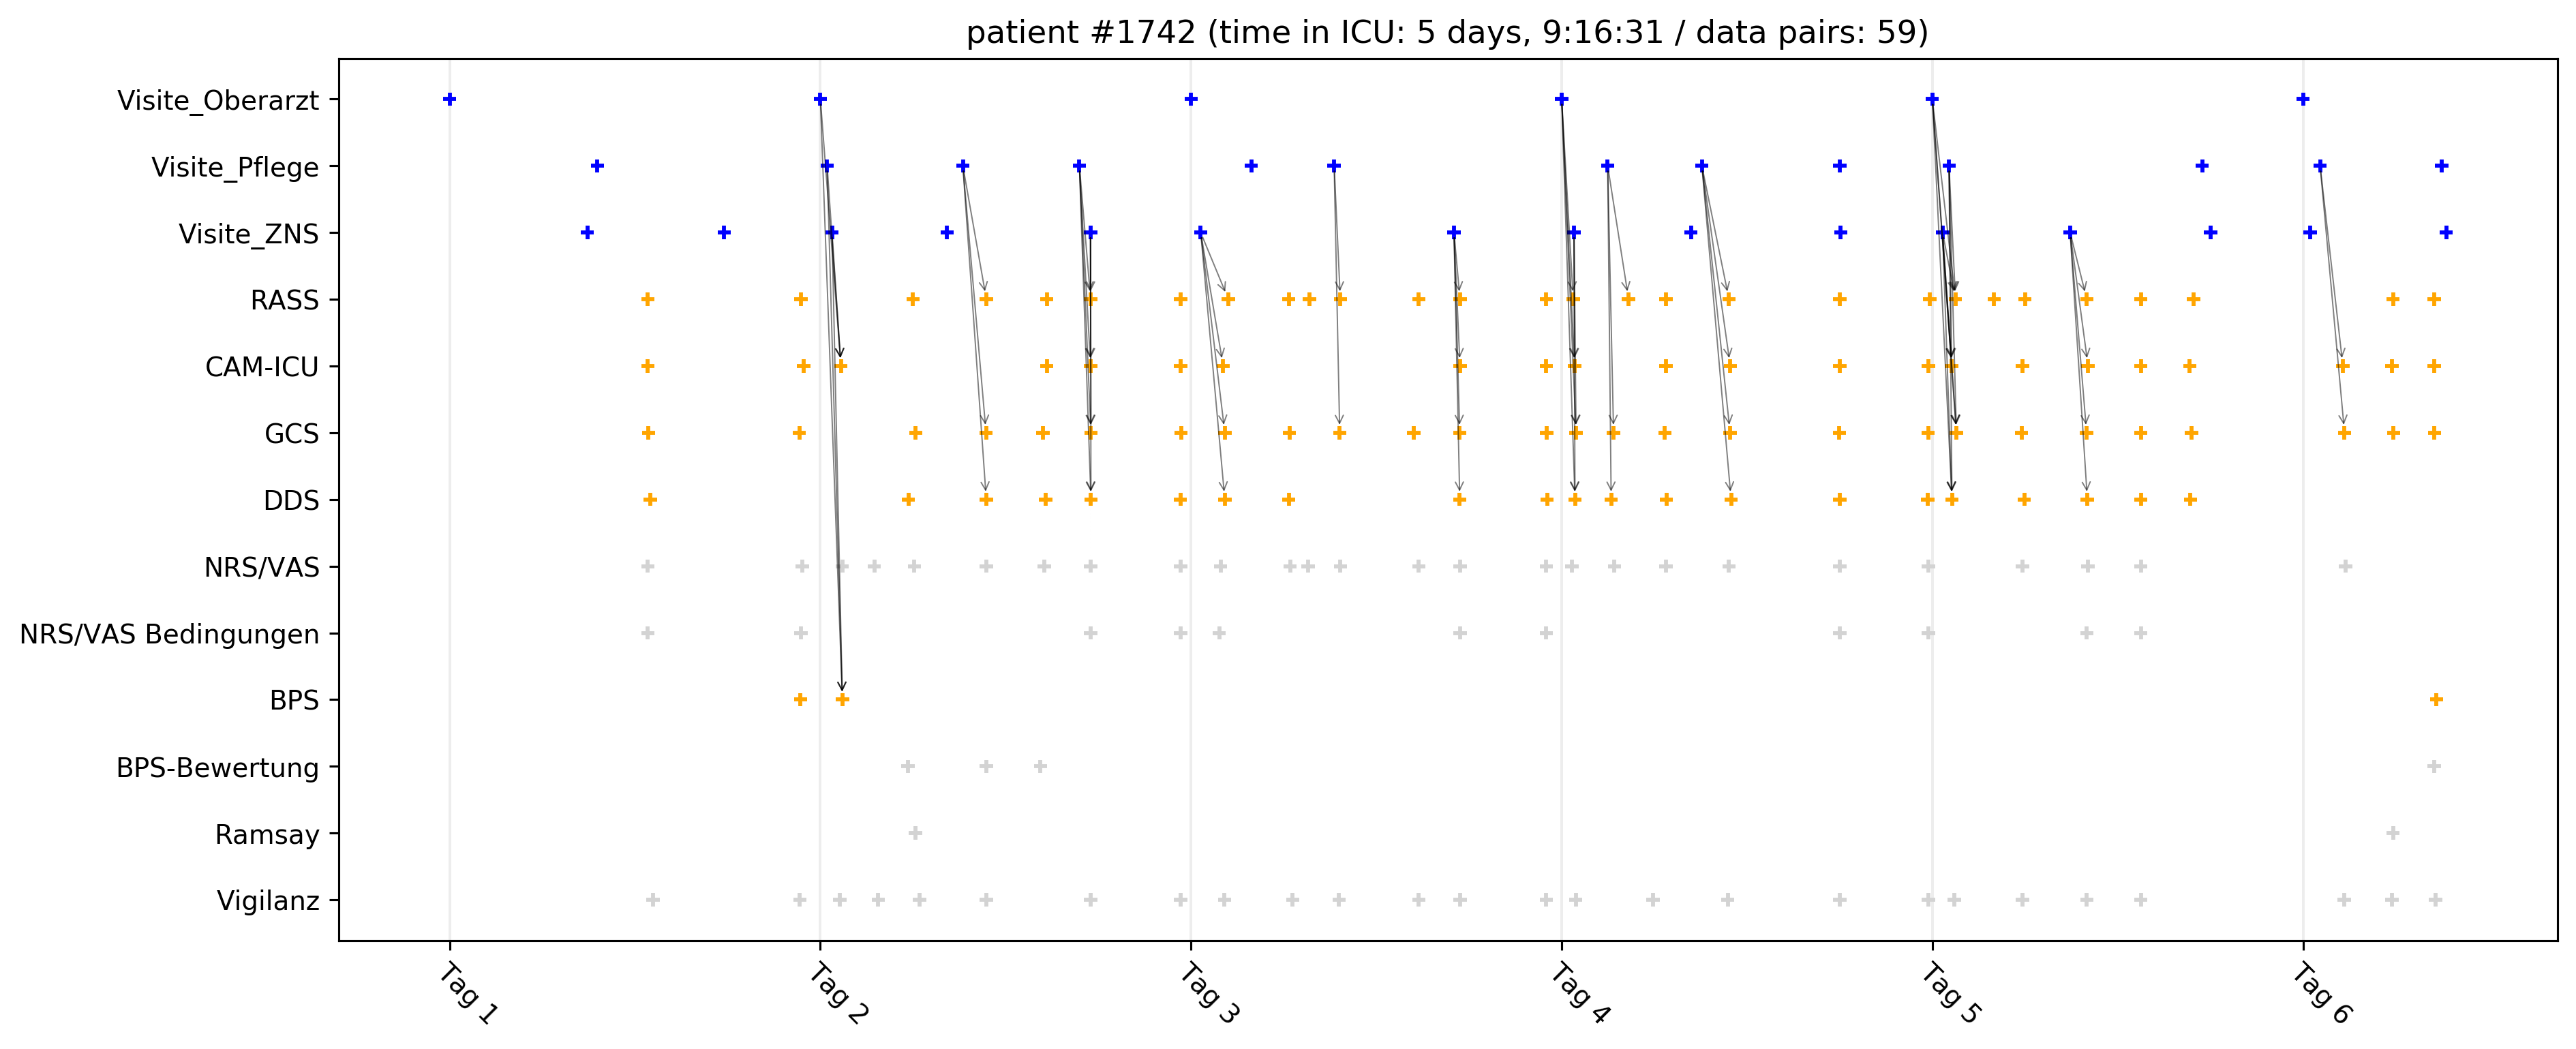 patient #1742 (time in ICU: 5 days, 9:16:31 / data pairs: 59)
Visite_Oberarzt
Visite_Pflege
Visite_ZNS
RASS
CAM-ICU
GCS
DDS
NRS/VAS
NRS/VAS Bedingungen
BPS
BPS-Bewertung
Ramsay
Vigilanz
Tag 1
Tag 2
Tag 3
Tag 4
Tag 5
Tag 6